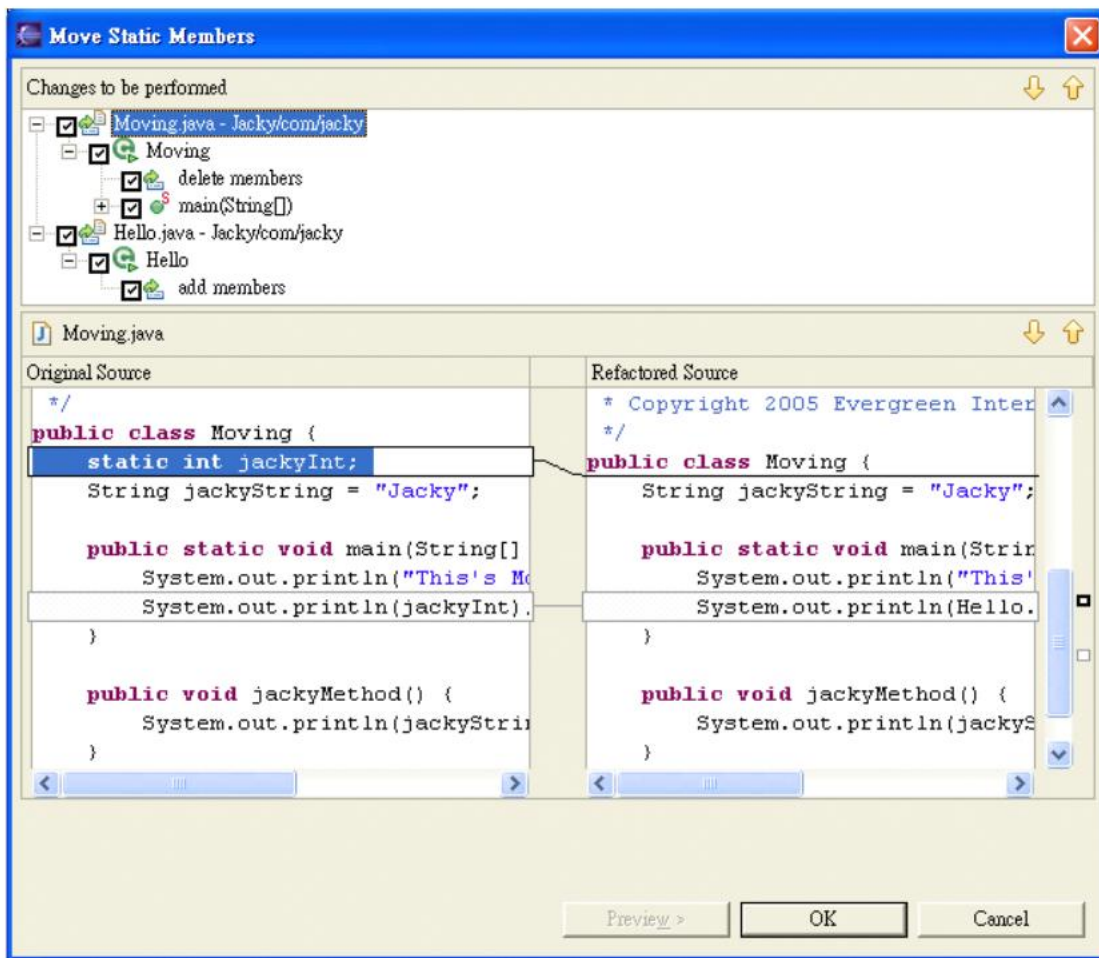 Move Static Members
Changes to be performed
Moving.java - Jacky/com/jacky
Moving
delete members
main(String[])
Hello.java - Jacky/com/jacky
Hello
add members
Moving.java
Original Source
*/
public class Moving {
static int jackyInt;
String jackyString = "Jacky";
public static void main(String[]
System.out.println("This's Mo
System.out.println(jackyInt).
}
public void jackyMethod() {
System.out.println(jackyStrin
}
Refactored Source
* Copyright 2005 Evergreen Inter
*/
public class Moving {
String jackyString = "Jacky";
public static void main(Strin
System.out.println("This'
System.out.println(Hello.
}
public void jackyMethod() {
System.out.println(jackyS
}
Preview >
OK
Cancel